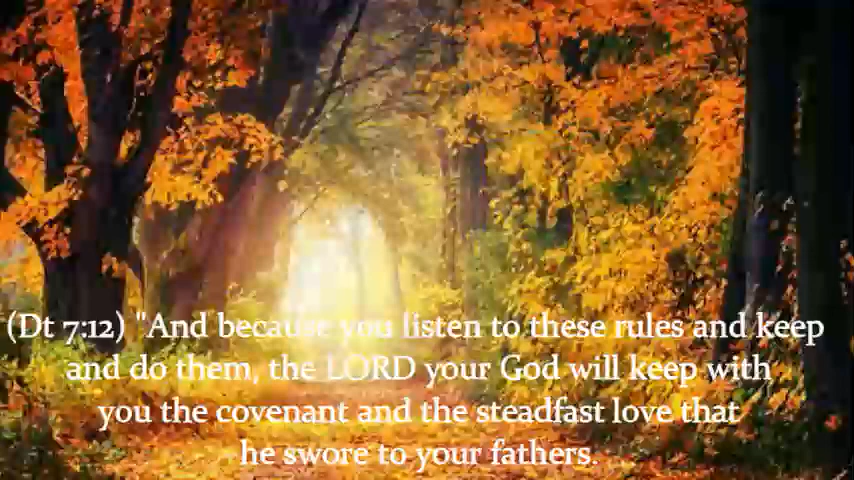 (Dt 7:12) "And because you listen to these rules and keep
and do them, the LORD your God will keep with
you the covenant and the steadfast love that
he swore to your fathers.